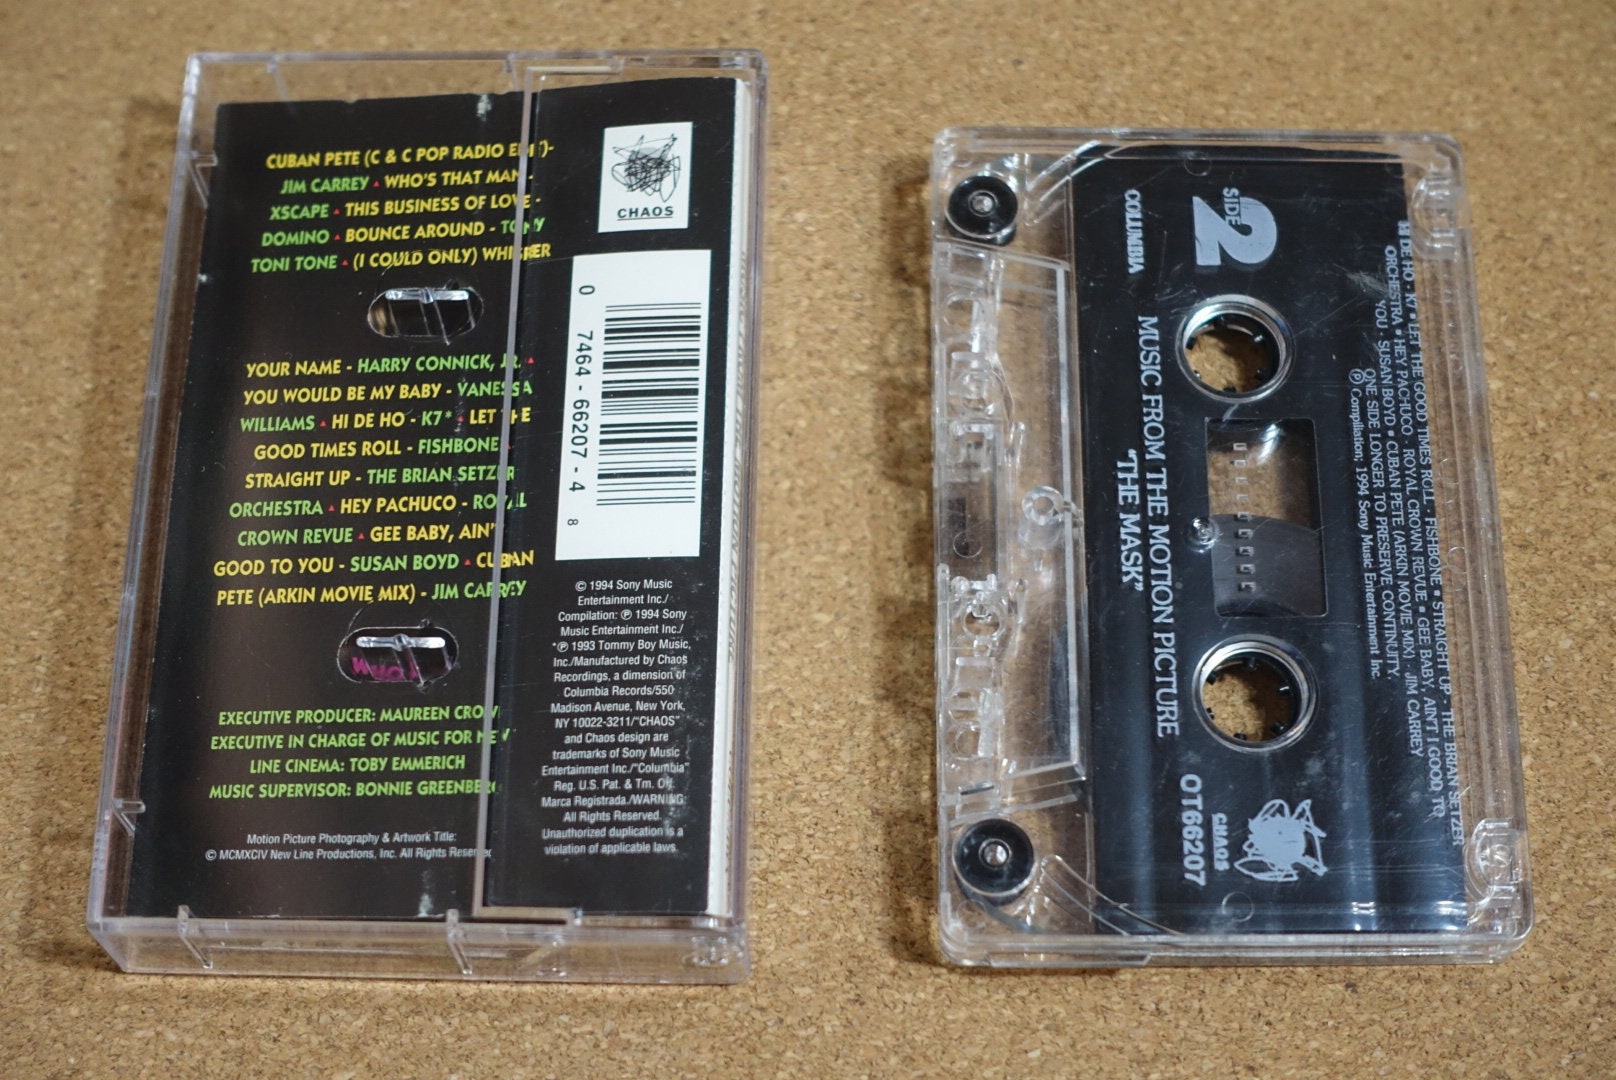 CUBAN PETE (C & C POP RADIO EDIT)-
JIM CARREY ▲ WHO'S THAT MAN -
XSCAPE ▲ THIS BUSINESS OF LOVE -
DOMINO ▲ BOUNCE AROUND - TONY
TONI TONE ▲ (I COULD ONLY) WHISPER
YOUR NAME - HARRY CONNICK, JR. ▲
YOU WOULD BE MY BABY - VANESSA
WILLIAMS ▲ HI DE HO - K7* ▲ LET THE
GOOD TIMES ROLL - FISHBONE ▲
STRAIGHT UP - THE BRIAN SETZER
ORCHESTRA ▲ HEY PACHUCO - ROYAL
CROWN REVUE ▲ GEE BABY, AIN'T
GOOD TO YOU - SUSAN BOYD ▲ CUBAN
PETE (ARKIN MOVIE MIX) - JIM CARREY
EXECUTIVE PRODUCER: MAUREEN
EXECUTIVE IN CHARGE OF MUSIC FOR NEW
LINE CINEMA: TOBY EMMERICH
MUSIC SUPERVISOR: BONNIE GREENBERG
Motion Picture Photography & Artwork Title:
© MCMXCIV New Line Productions, Inc. All Rights Reserved
CHAOS
0 7464-66207-4 8
© 1994 Sony Music
Entertainment Inc./
Compilation: ℗ 1994 Sony
Music Entertainment Inc./
*℗ 1993 Tommy Boy Music,
Inc./Manufactured by Chaos
Recordings, a dimension of
Columbia Records/550
Madison Avenue, New York,
NY 10022-3211/"CHAOS"
and Chaos design are
trademarks of Sony Music
Entertainment Inc./"Columbia"
Reg. U.S. Pat. & Tm. Off.
Marca Registrada./WARNING:
All Rights Reserved.
Unauthorized duplication is a
violation of applicable laws.
SIDE
2
COLUMBIA
HI DE HO - K7 ■ LET THE GOOD TIMES ROLL - FISHBONE ■ STRAIGHT UP - THE BRIAN SETZER
ORCHESTRA ■ HEY PACHUCO - ROYAL CROWN REVUE ■ GEE BABY, AIN'T I GOOD TO
YOU - SUSAN BOYD ■ CUBAN PETE (ARKIN MOVIE MIX) - JIM CARREY
ONE SIDE LONGER TO PRESERVE CONTINUITY.
℗ Compilation; 1994 Sony Music Entertainment Inc.
MUSIC FROM THE MOTION PICTURE
"THE MASK"
CHAOS
OT66207